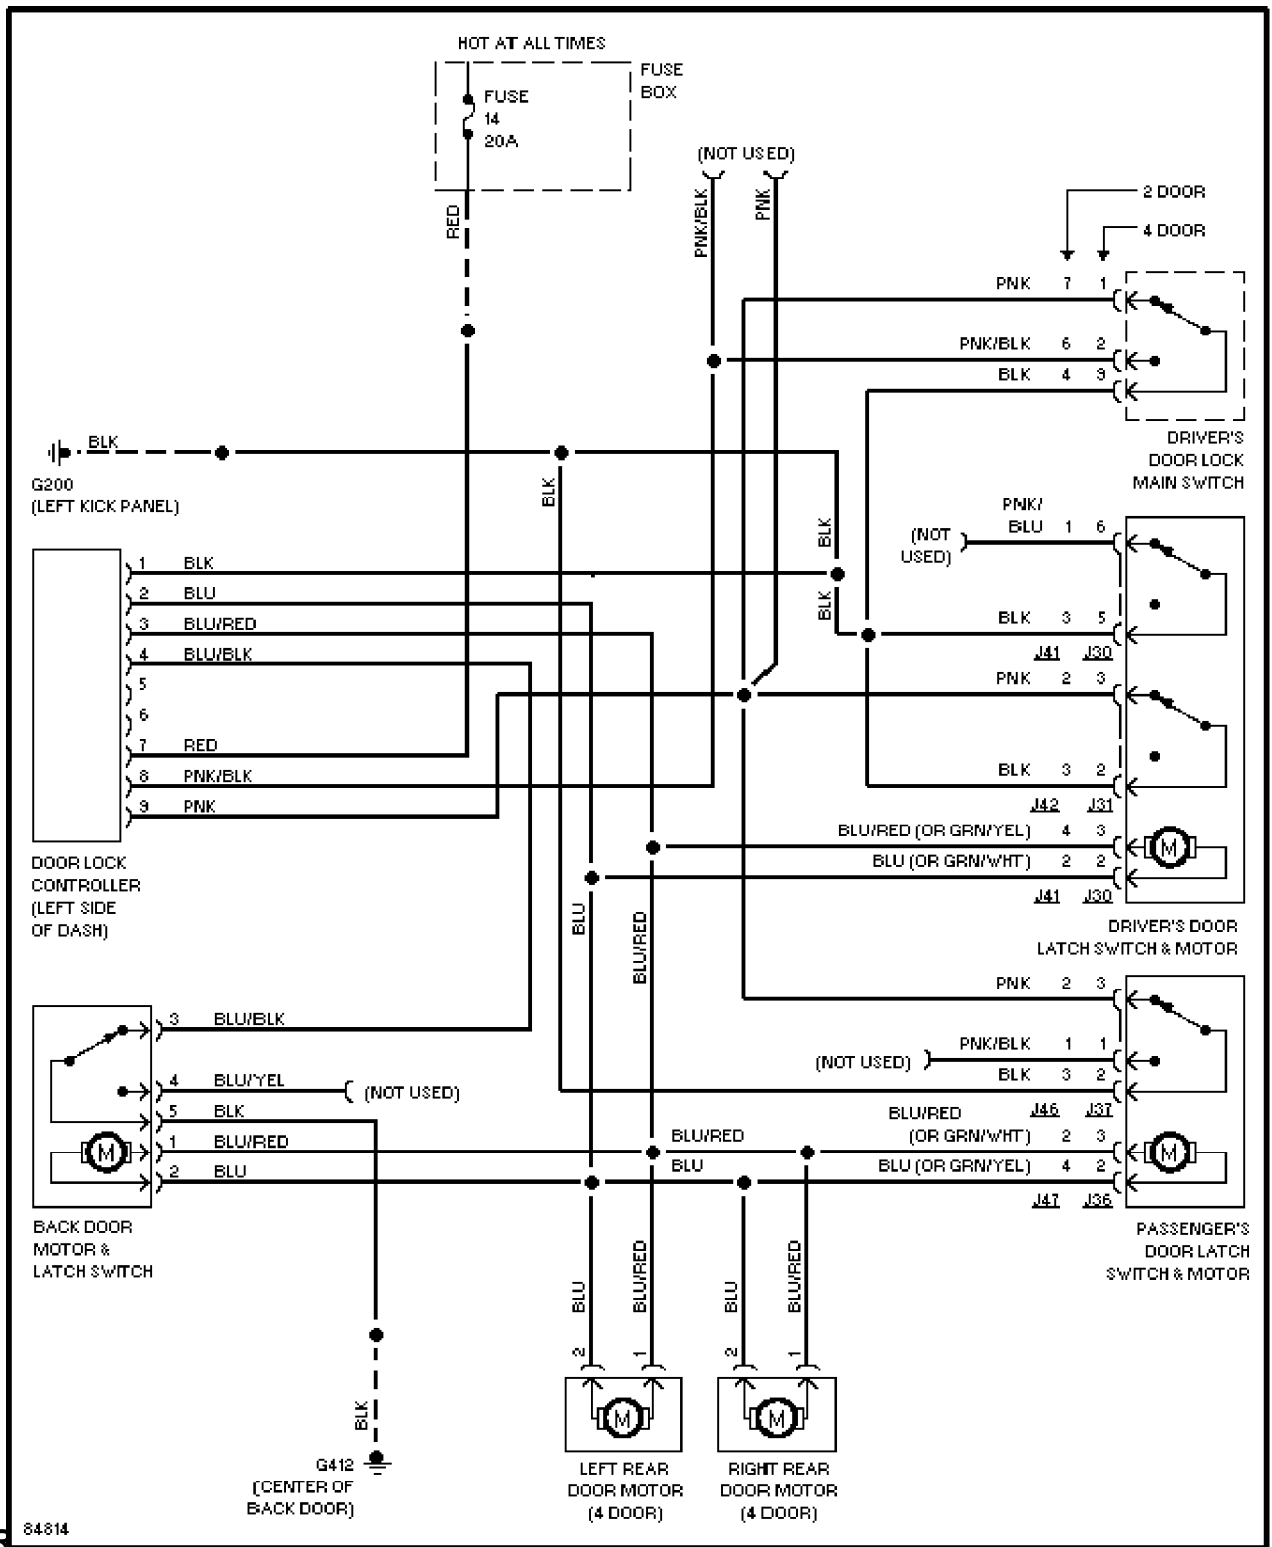 HOT AT ALL TIMES
FUSE
BOX
FUSE
14
20A
(NOT USED)
RED
PNK/BLK
PNK
2 DOOR
4 DOOR
PNK 7 1
PNK/BLK 6 2
BLK 4 3
DRIVER'S
DOOR LOCK
MAIN SWITCH
BLK
G200
(LEFT KICK PANEL)
BLK
BLK
BLK
(NOT
USED)
PNK/
BLU 1 6
BLK 3 5
J41 J30
PNK 2 3
BLK 3 2
J42 J31
BLU/RED (OR GRN/YEL) 4 3
BLU (OR GRN/WHT) 2 2
J41 J30
M
DRIVER'S DOOR
LATCH SWITCH & MOTOR
1 BLK
2 BLU
3 BLU/RED
4 BLU/BLK
5
6
7 RED
8 PNK/BLK
9 PNK
DOOR LOCK
CONTROLLER
(LEFT SIDE
OF DASH)
BLU
BLU/RED
PNK 2 3
(NOT USED)
PNK/BLK 1 1
BLK 3 2
J46 J37
BLU/RED
(OR GRN/WHT) 2 3
BLU (OR GRN/YEL) 4 2
J47 J36
M
PASSENGER'S
DOOR LATCH
SWITCH & MOTOR
3 BLU/BLK
4 BLU/YEL (NOT USED)
5 BLK
1 BLU/RED
2 BLU
M
BLU/RED
BLU
BACK DOOR
MOTOR &
LATCH SWITCH
BLU
BLU/RED
BLU
BLU/RED
2
1
2
1
M
M
LEFT REAR
DOOR MOTOR
(4 DOOR)
RIGHT REAR
DOOR MOTOR
(4 DOOR)
BLK
G412
(CENTER OF
BACK DOOR)
84814